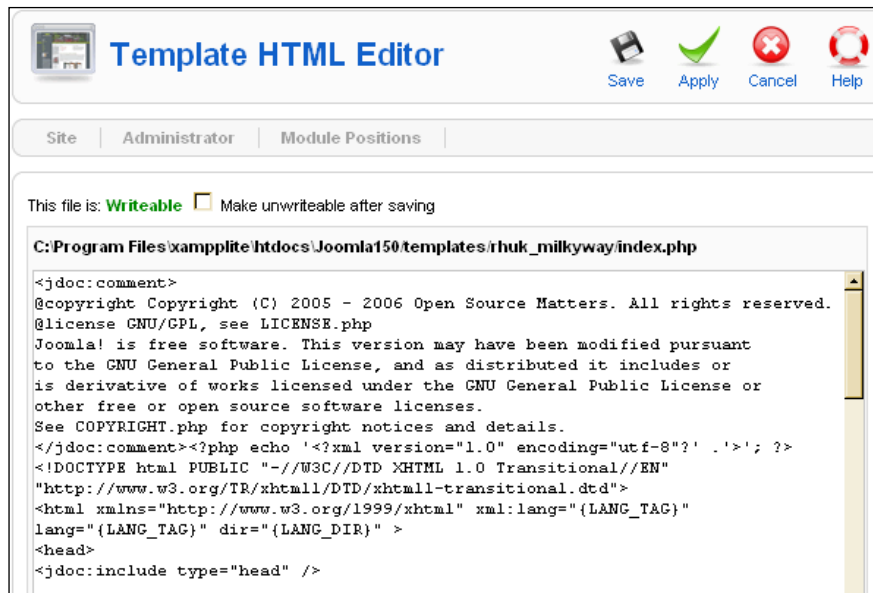 Template HTML Editor
Save Apply Cancel Help
Site Administrator Module Positions
This file is: Writeable Make unwriteable after saving
C:\Program Files\xampplite\htdocs\Joomla150/templates/rhuk_milkyway/index.php
<jdoc:comment>
@copyright Copyright (C) 2005 - 2006 Open Source Matters. All rights reserved.
@license GNU/GPL, see LICENSE.php
Joomla! is free software. This version may have been modified pursuant
to the GNU General Public License, and as distributed it includes or
is derivative of works licensed under the GNU General Public License or
other free or open source software licenses.
See COPYRIGHT.php for copyright notices and details.
</jdoc:comment><?php echo '<?xml version="1.0" encoding="utf-8"?' .'>'; ?>
<!DOCTYPE html PUBLIC "-//W3C//DTD XHTML 1.0 Transitional//EN"
"http://www.w3.org/TR/xhtml1/DTD/xhtml1-transitional.dtd">
<html xmlns="http://www.w3.org/1999/xhtml" xml:lang="{LANG_TAG}"
lang="{LANG_TAG}" dir="{LANG_DIR}" >
<head>
<jdoc:include type="head" />